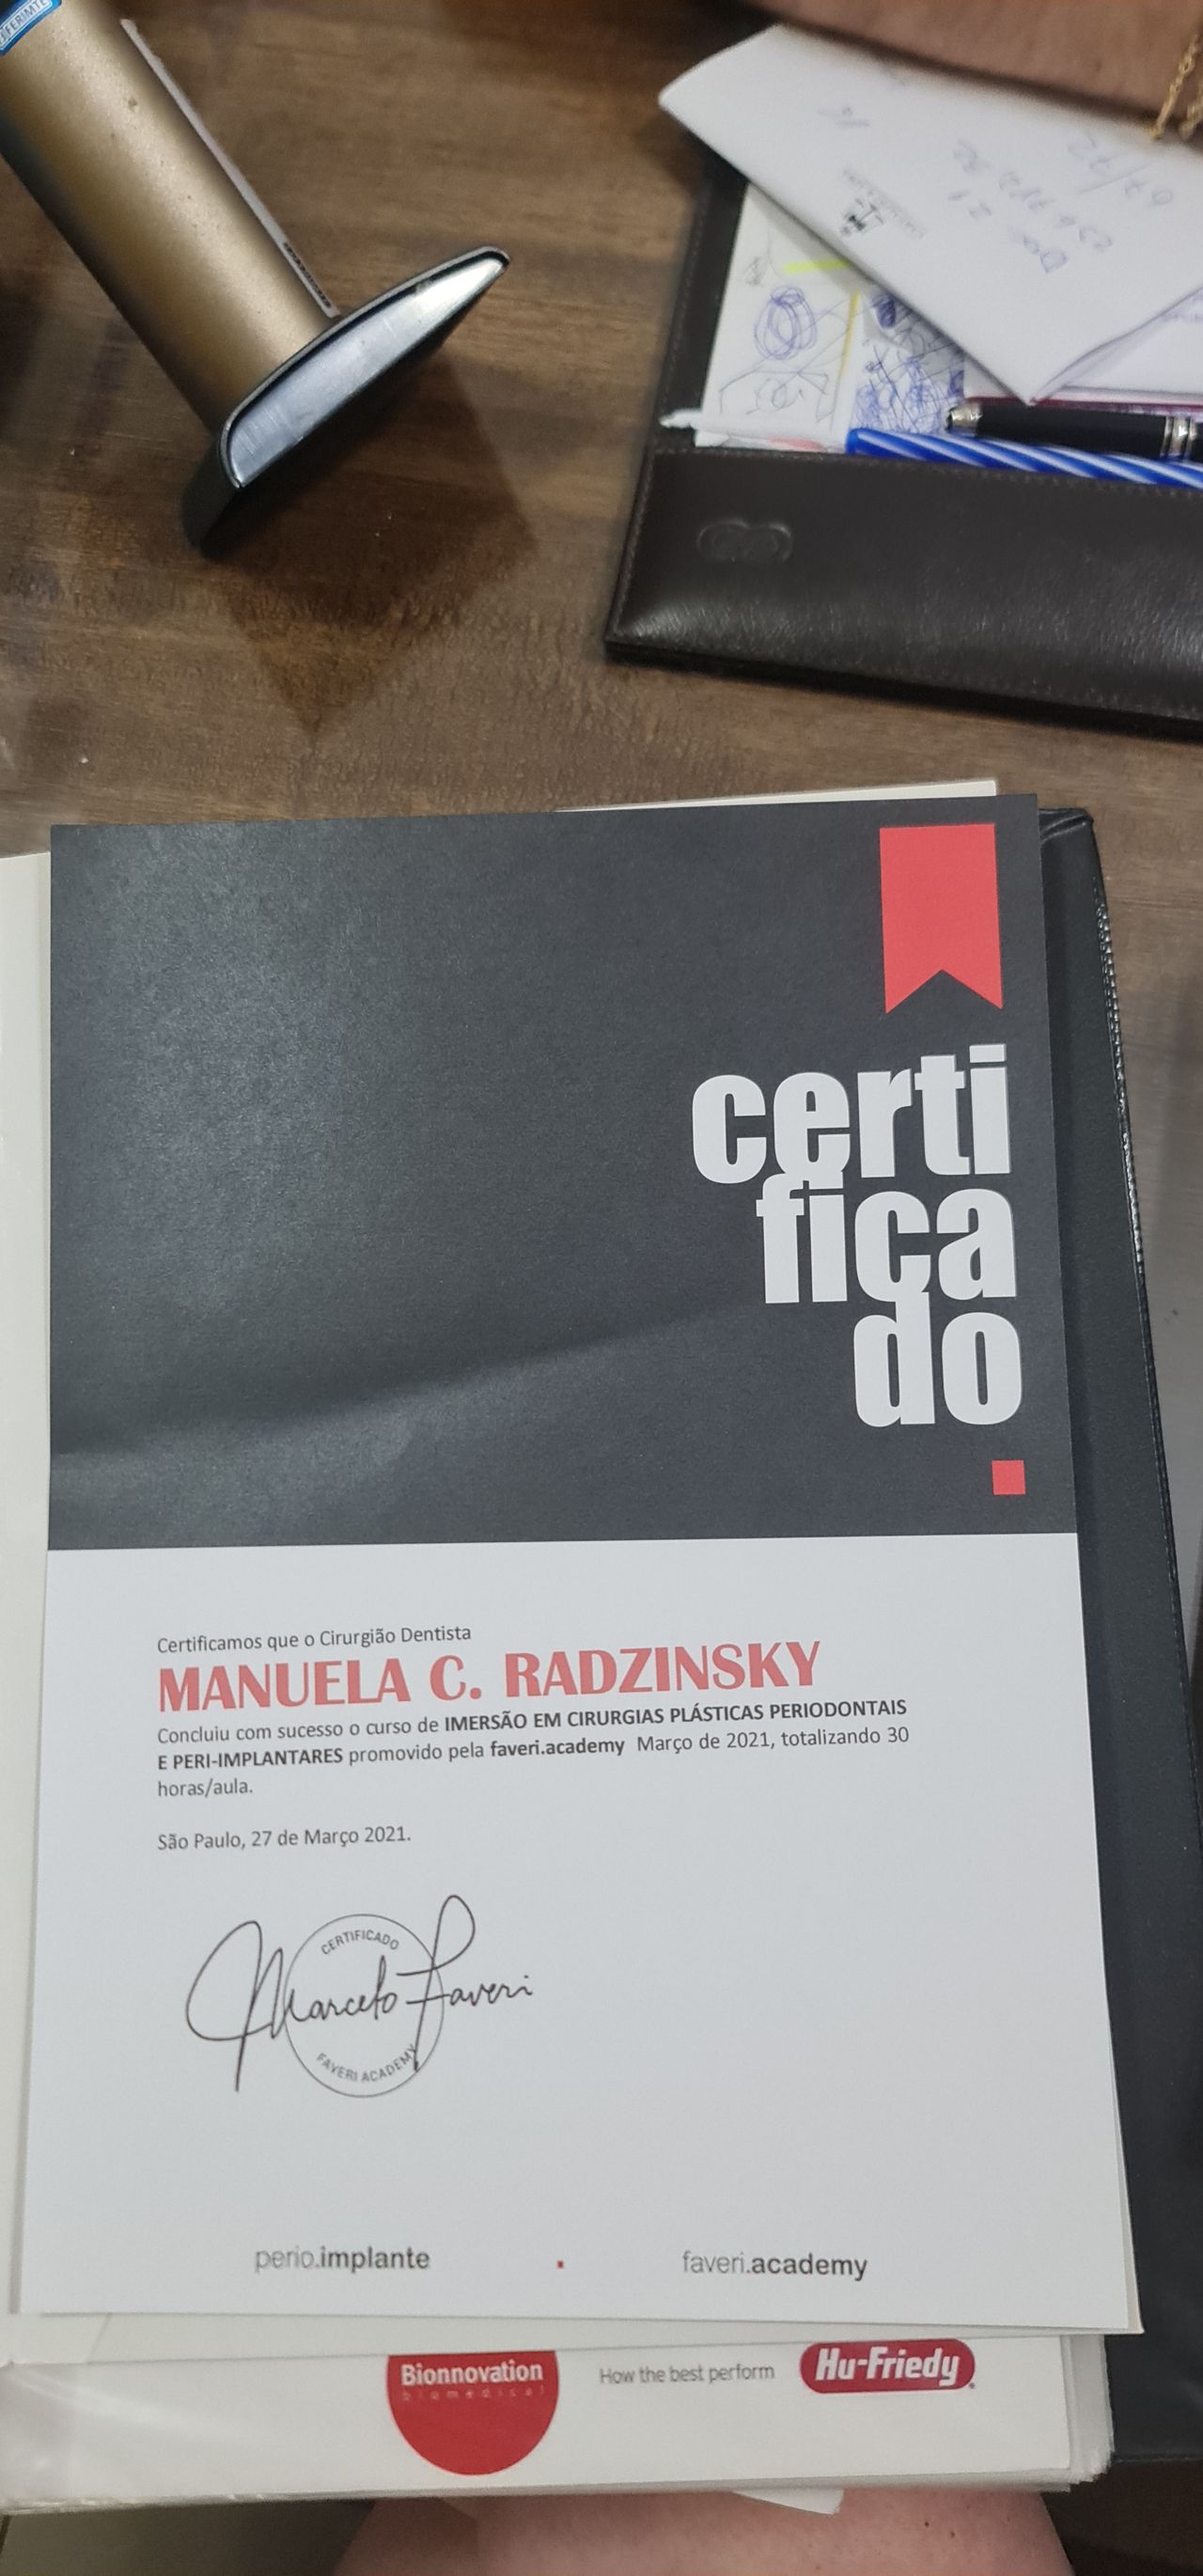 certi
fica
do
Certificamos que o Cirurgião Dentista
MANUELA C. RADZINSKY
Concluiu com sucesso o curso de IMERSÃO EM CIRURGIAS PLÁSTICAS PERIODONTAIS
E PERI-IMPLANTARES promovido pela faveri.academy Março de 2021, totalizando 30
horas/aula.
São Paulo, 27 de Março 2021.
CERTIFICADO
Marcelo Faveri
FAVERI ACADEMY
perio.implante
faveri.academy
Bionnovation
biomedical
How the best perform
Hu-Friedy